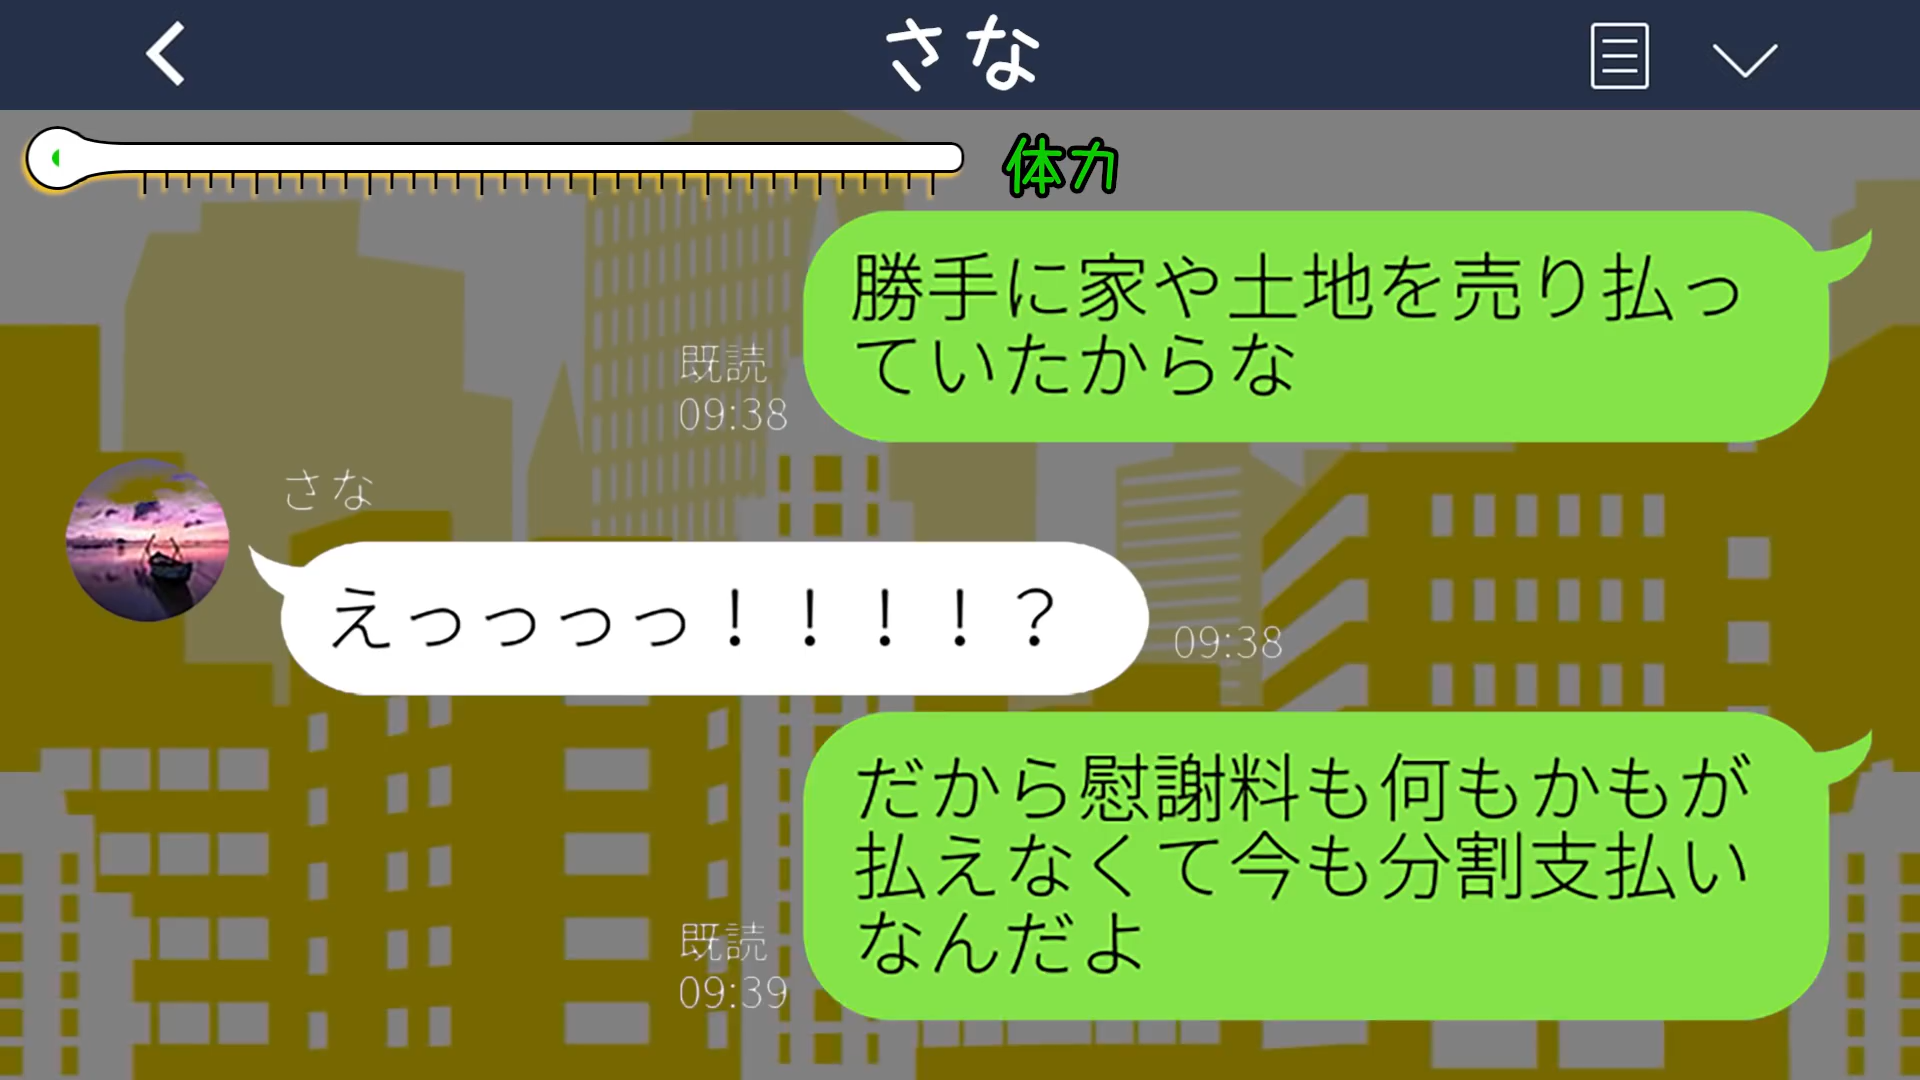 さな
体力
勝手に家や土地を売り払っ
ていたからな
既読
09:38
さな
えっっっっ！！！！？
09:38
だから慰謝料も何もかもが
払えなくて今も分割支払い
なんだよ
既読
09:39